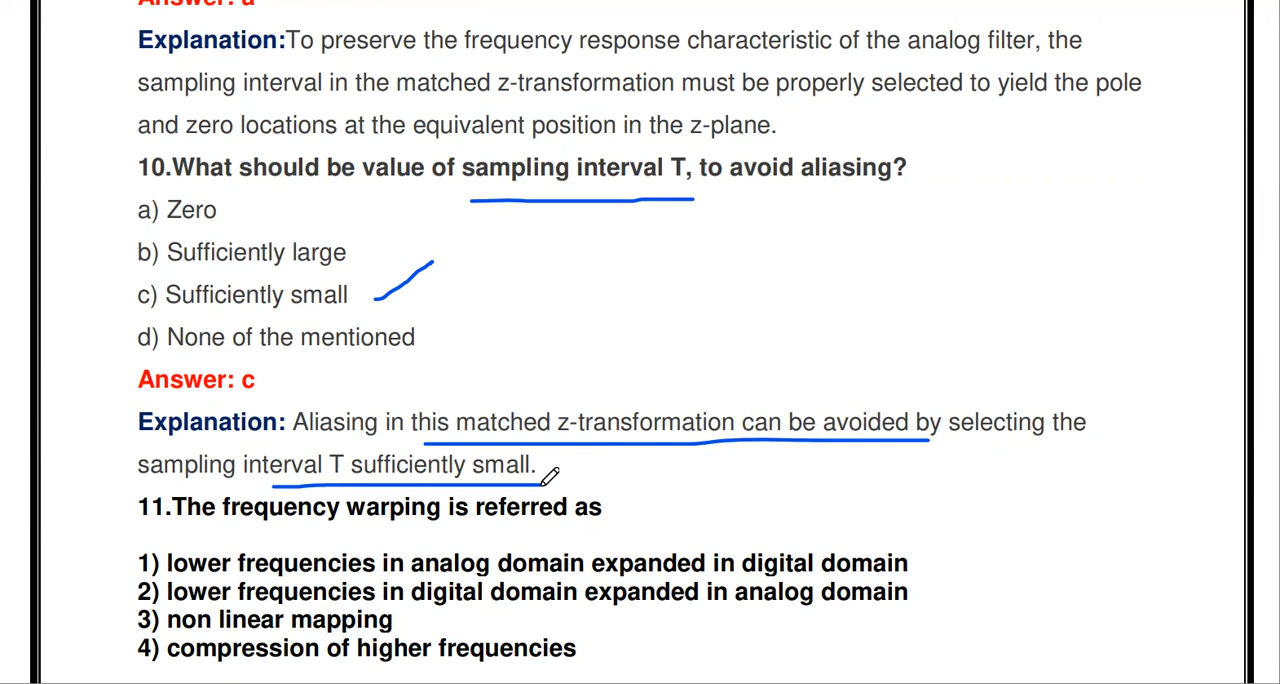 Answer: a
Explanation:To preserve the frequency response characteristic of the analog filter, the
sampling interval in the matched z-transformation must be properly selected to yield the pole
and zero locations at the equivalent position in the z-plane.
10.What should be value of sampling interval T, to avoid aliasing?
a) Zero
b) Sufficiently large
c) Sufficiently small
d) None of the mentioned
Answer: c
Explanation: Aliasing in this matched z-transformation can be avoided by selecting the
sampling interval T sufficiently small.
11.The frequency warping is referred as
1) lower frequencies in analog domain expanded in digital domain
2) lower frequencies in digital domain expanded in analog domain
3) non linear mapping
4) compression of higher frequencies